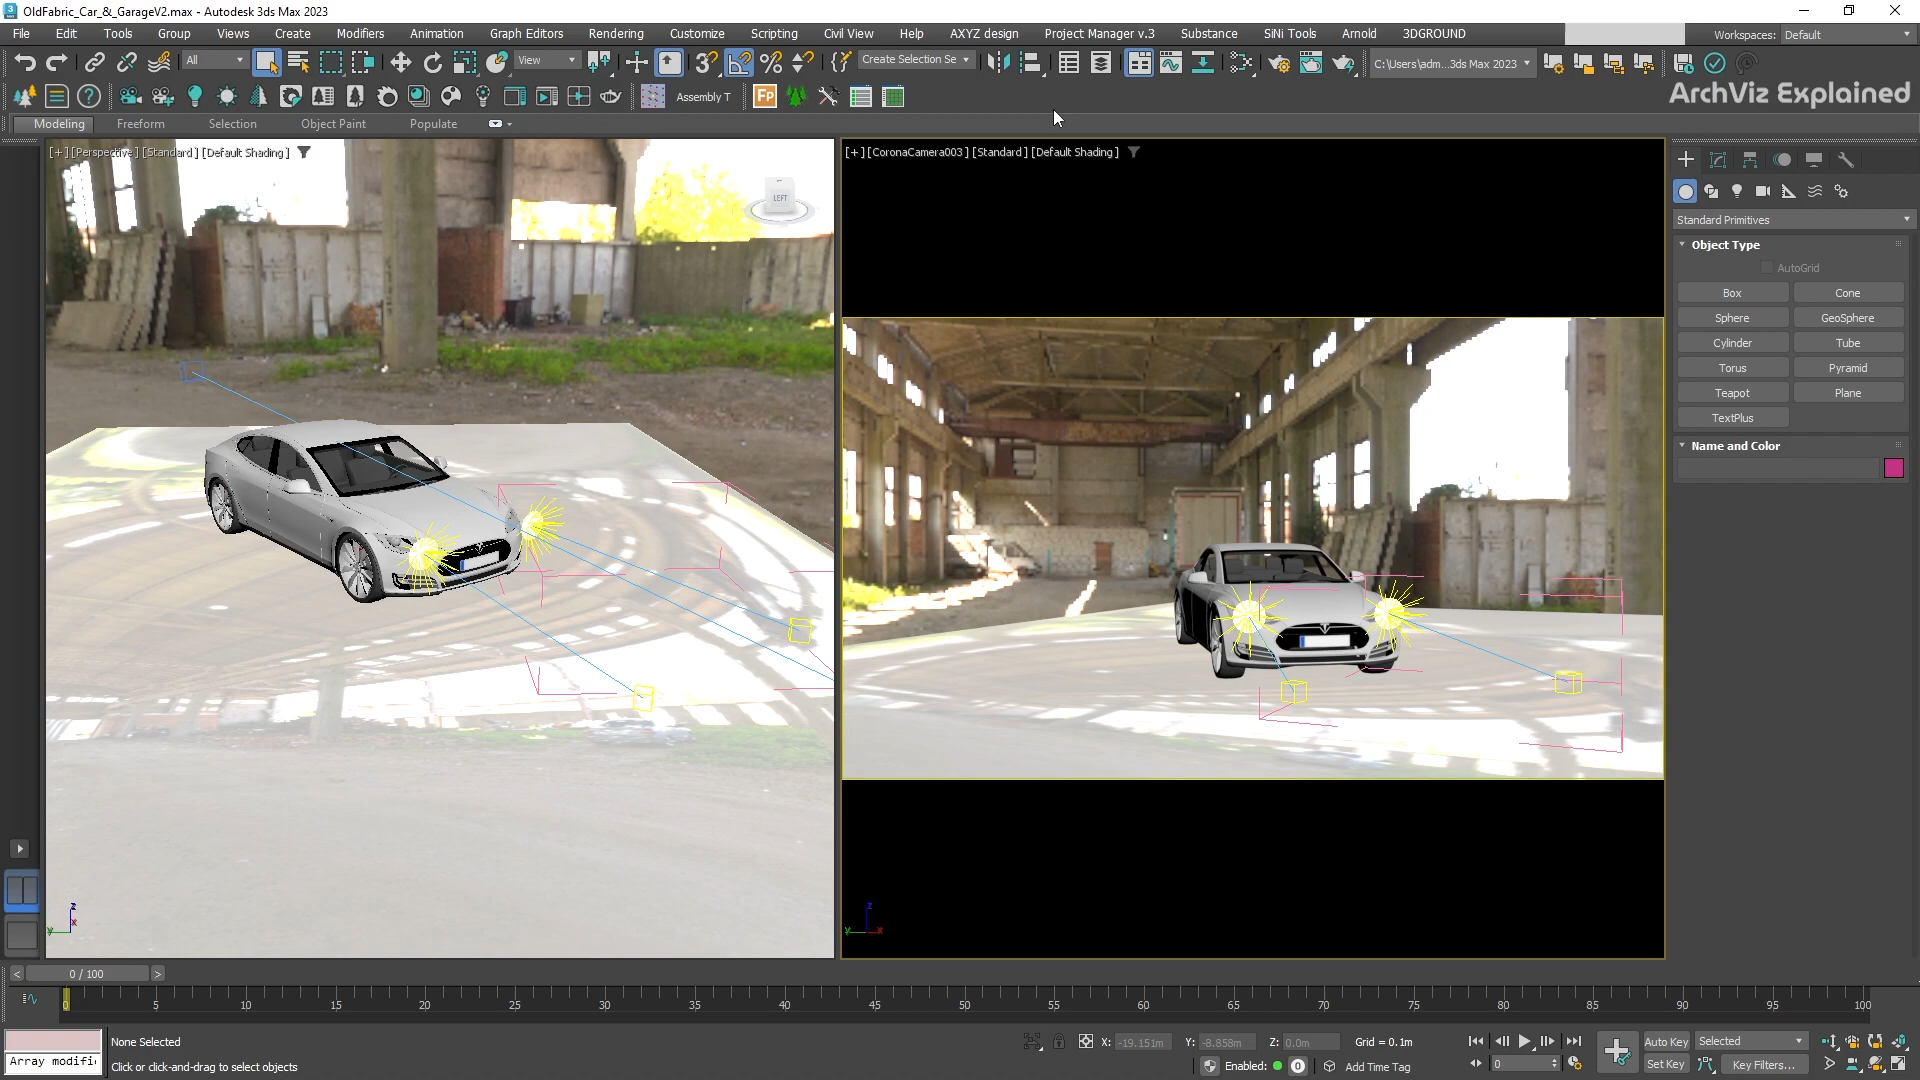 OldFabric_Car_&_GarageV2.max - Autodesk 3ds Max 2023
File Edit Tools Group Views Create Modifiers Animation Graph Editors Rendering Customize Scripting Civil View Help AXYZ design Project Manager v.3 Substance SiNi Tools Arnold 3DGROUND
Workspaces: Default
All View Create Selection Se C:\Users\adm...3ds Max 2023
Assembly T Fp
ArchViz Explained
Modeling Freeform Selection Object Paint Populate
[+] [Perspective] [Standard] [Default Shading]
LEFT
[+] [CoronaCamera003] [Standard] [Default Shading]
Standard Primitives
Object Type
AutoGrid
Box Cone
Sphere GeoSphere
Cylinder Tube
Torus Pyramid
Teapot Plane
TextPlus
Name and Color
z
x
y
z
y x
< 0 / 100 >
0 5 10 15 20 25 30 35 40 45 50 55 60 65 70 75 80 85 90 95 100
None Selected
X: -19.151m Y: -8.858m Z: 0.0m Grid = 0.1m
Auto Key Selected
Array modifi
Click or click-and-drag to select objects
Enabled: 0 Add Time Tag
0
Set Key Key Filters...